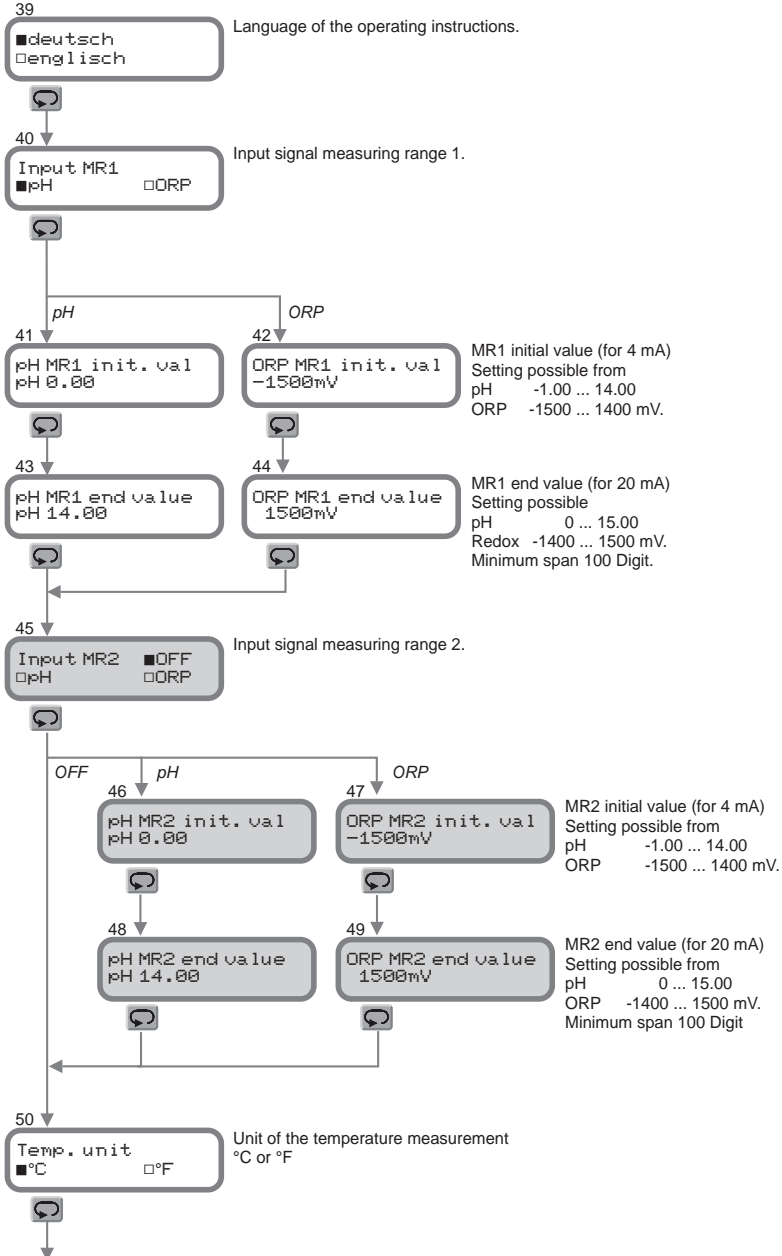 39
■deutsch
□englisch
Language of the operating instructions.
40
Input MR1
■pH □ORP
Input signal measuring range 1.
pH ORP
41
pH MR1 init. val
pH 0.00
42
ORP MR1 init. val
-1500mV
MR1 initial value (for 4 mA)
Setting possible from
pH -1.00 ... 14.00
ORP -1500 ... 1400 mV.
43
pH MR1 end value
pH 14.00
44
ORP MR1 end value
1500mV
MR1 end value (for 20 mA)
Setting possible
pH 0 ... 15.00
Redox -1400 ... 1500 mV.
Minimum span 100 Digit.
45
Input MR2 ■OFF
□pH □ORP
Input signal measuring range 2.
OFF pH ORP
46
pH MR2 init. val
pH 0.00
47
ORP MR2 init. val
-1500mV
MR2 initial value (for 4 mA)
Setting possible from
pH -1.00 ... 14.00
ORP -1500 ... 1400 mV.
48
pH MR2 end value
pH 14.00
49
ORP MR2 end value
1500mV
MR2 end value (for 20 mA)
Setting possible from
pH 0 ... 15.00
ORP -1400 ... 1500 mV.
Minimum span 100 Digit
50
Temp. unit
■°C □°F
Unit of the temperature measurement
°C or °F